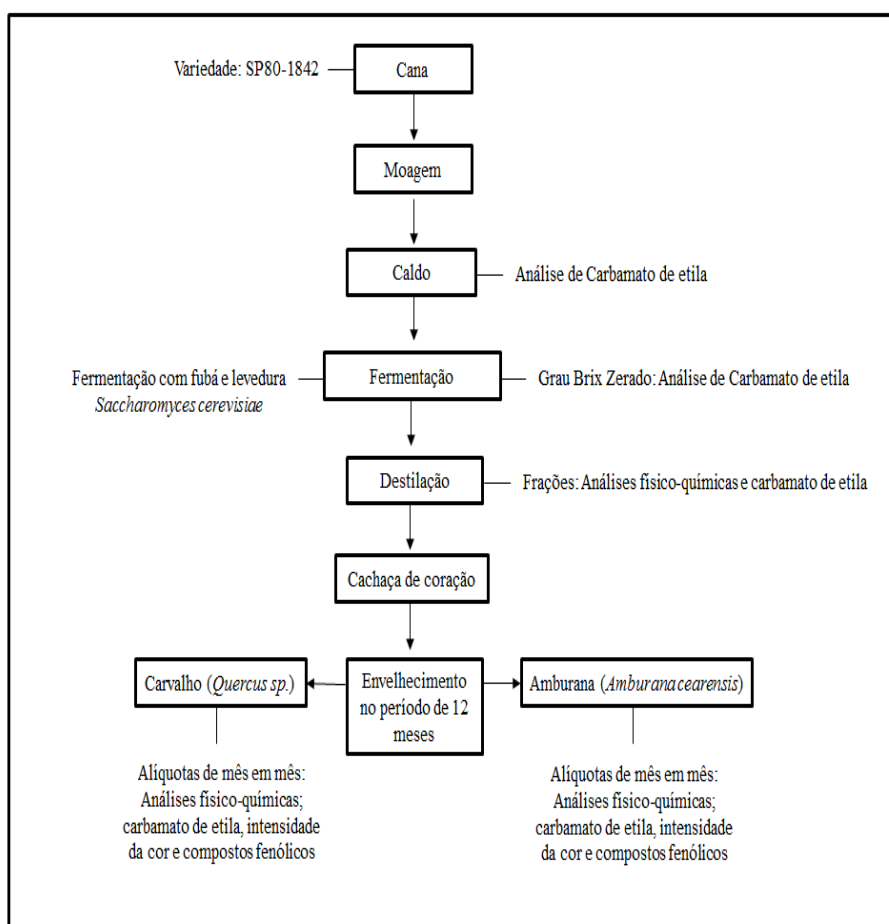 Variedade: SP80-1842
Cana
Moagem
Caldo
Análise de Carbamato de etila
Fermentação com fubá e levedura
Saccharomyces cerevisiae
Fermentação
Grau Brix Zerado: Análise de Carbamato de etila
Destilação
Frações: Análises físico-químicas e carbamato de etila
Cachaça de coração
Carvalho (Quercus sp.)
Envelhecimento
no período de 12
meses
Amburana (Amburana cearensis)
Alíquotas de mês em mês:
Análises físico-químicas;
carbamato de etila, intensidade
da cor e compostos fenólicos
Alíquotas de mês em mês:
Análises físico-químicas;
carbamato de etila, intensidade
da cor e compostos fenólicos